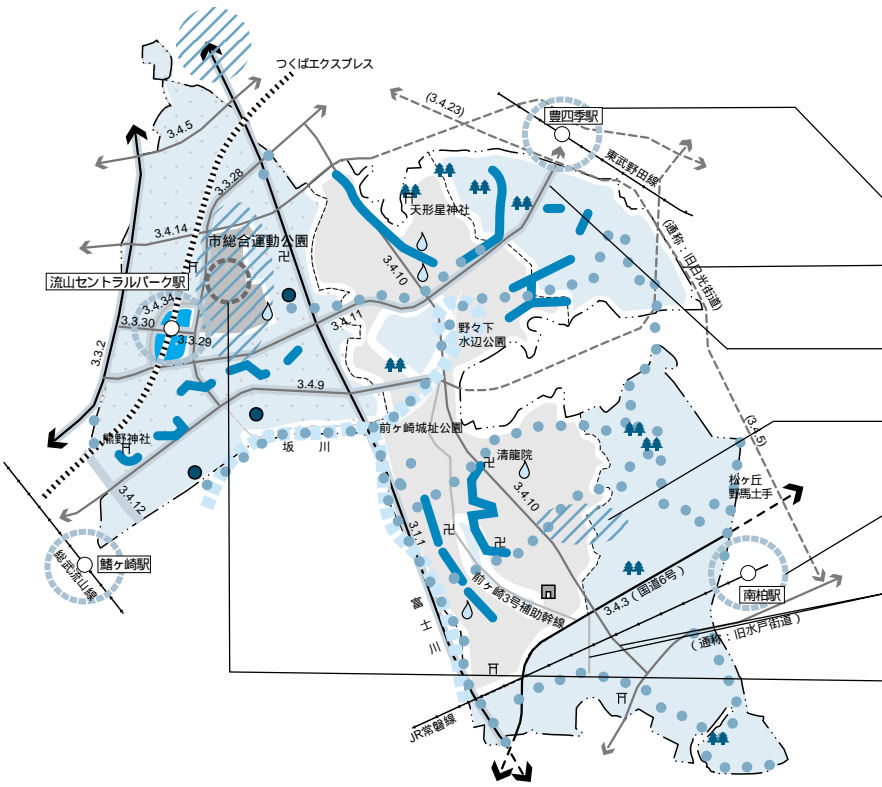 つくばエクスプレス
(3.4.23)
豊四季駅
3.4.5
東武野田線
3.3.28
天形星神社
(通称：旧日光街道)
3.4.14
市総合運動公園
卍
3.4.10
流山セントラルパーク駅
3.4.34
3.3.30
3.3.29
3.4.11
野々下
水辺公園
3.3.2
3.4.9
(3.4.5)
前ヶ崎城址公園
熊野神社
坂川
清龍院
卍
松ヶ丘
野馬土手
3.4.12
3.4.10
3.1.1
卍
卍
総武流山線
鰭ヶ崎駅
前ヶ崎3号補助幹線
3.4.3（国道6号）
南柏駅
富士川
（通称：旧水戸街道）
JR常磐線